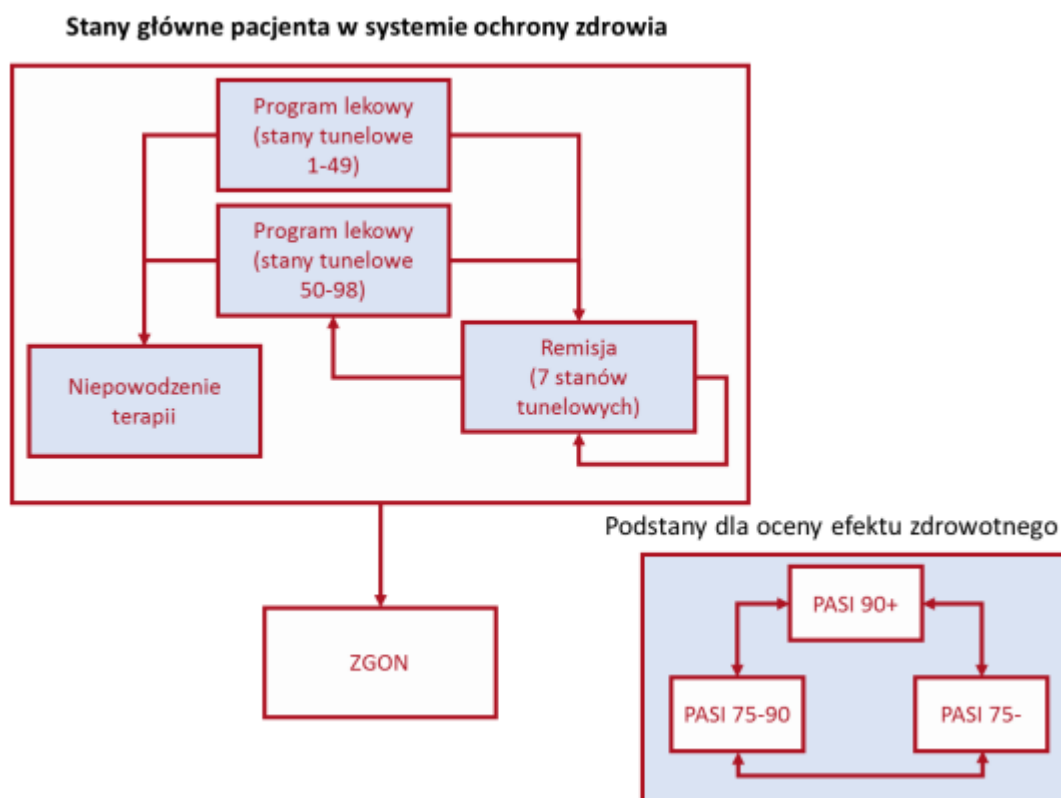 Stany główne pacjenta w systemie ochrony zdrowia
Program lekowy
(stany tunelowe
1-49)
Program lekowy
(stany tunelowe
50-98)
Niepowodzenie
terapii
Remisja
(7 stanów
tunelowych)
ZGON
Podstany dla oceny efektu zdrowotnego
PASI 90+
PASI 75-90
PASI 75-